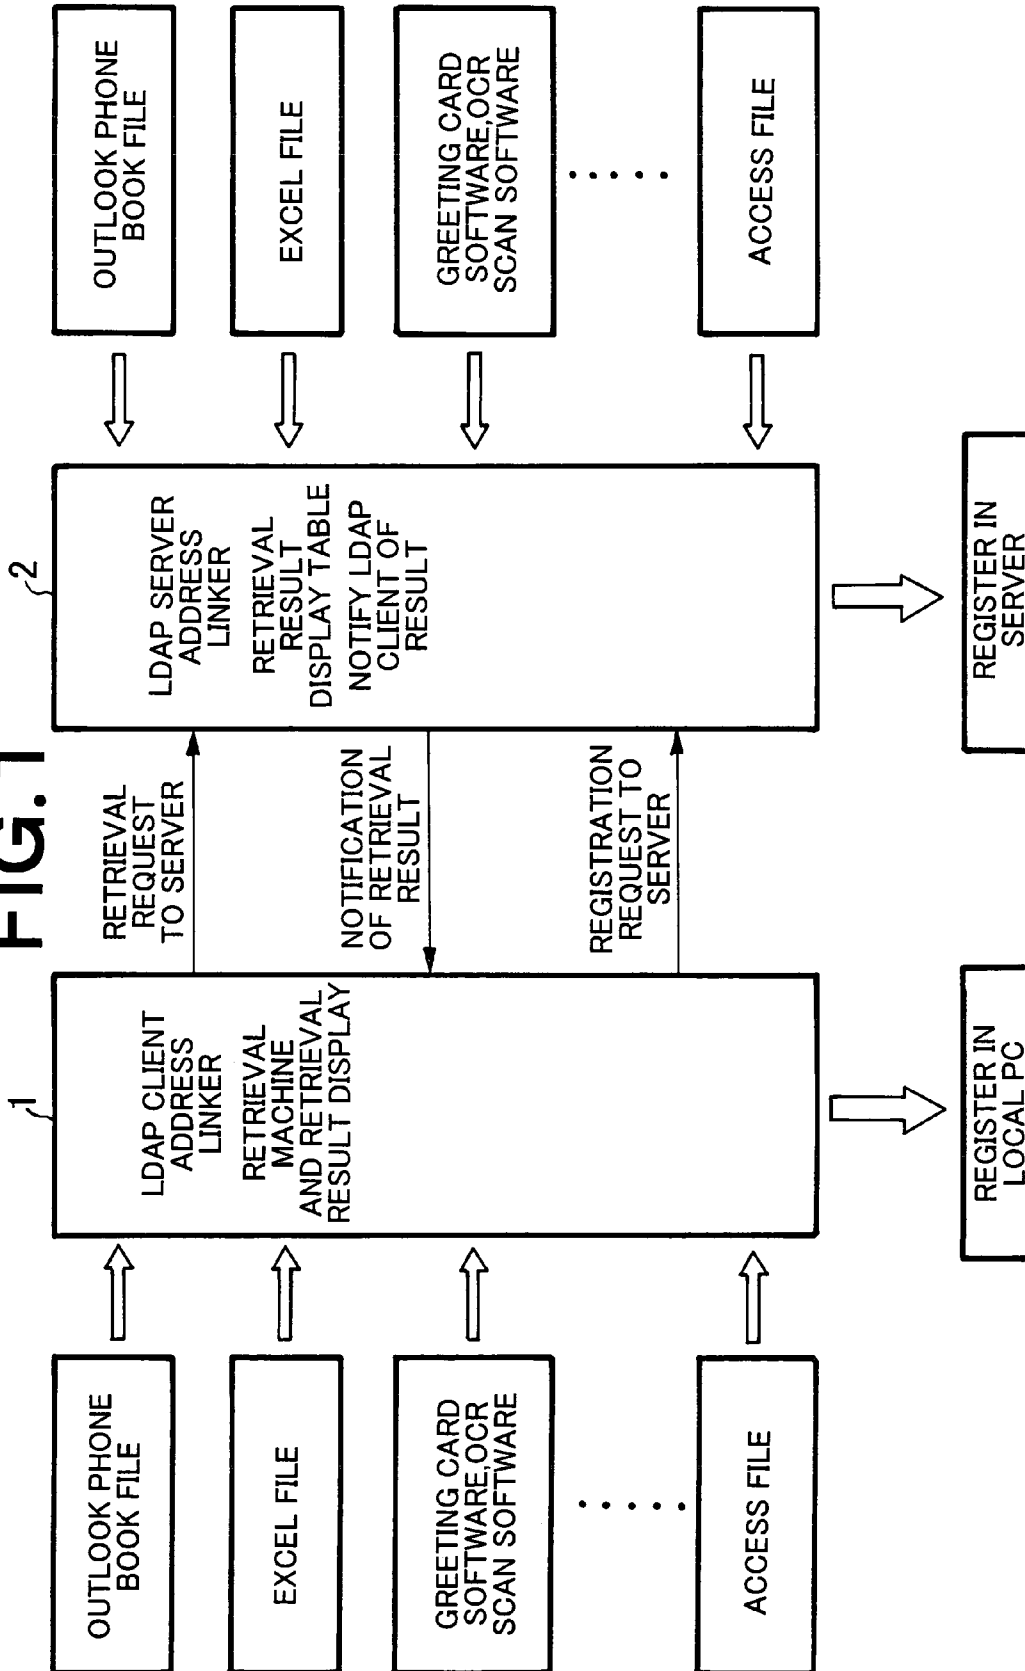 FIG.1
OUTLOOK PHONE
BOOK FILE
EXCEL FILE
GREETING CARD
SOFTWARE,OCR
SCAN SOFTWARE
ACCESS FILE
1
LDAP CLIENT
ADDRESS
LINKER
RETRIEVAL
MACHINE
AND RETRIEVAL
RESULT DISPLAY
REGISTER IN
LOCAL PC
RETRIEVAL
REQUEST
TO SERVER
NOTIFICATION
OF RETRIEVAL
RESULT
REGISTRATION
REQUEST TO
SERVER
2
LDAP SERVER
ADDRESS
LINKER
RETRIEVAL
RESULT
DISPLAY TABLE
NOTIFY LDAP
CLIENT OF
RESULT
REGISTER IN
SERVER
OUTLOOK PHONE
BOOK FILE
EXCEL FILE
GREETING CARD
SOFTWARE,OCR
SCAN SOFTWARE
ACCESS FILE